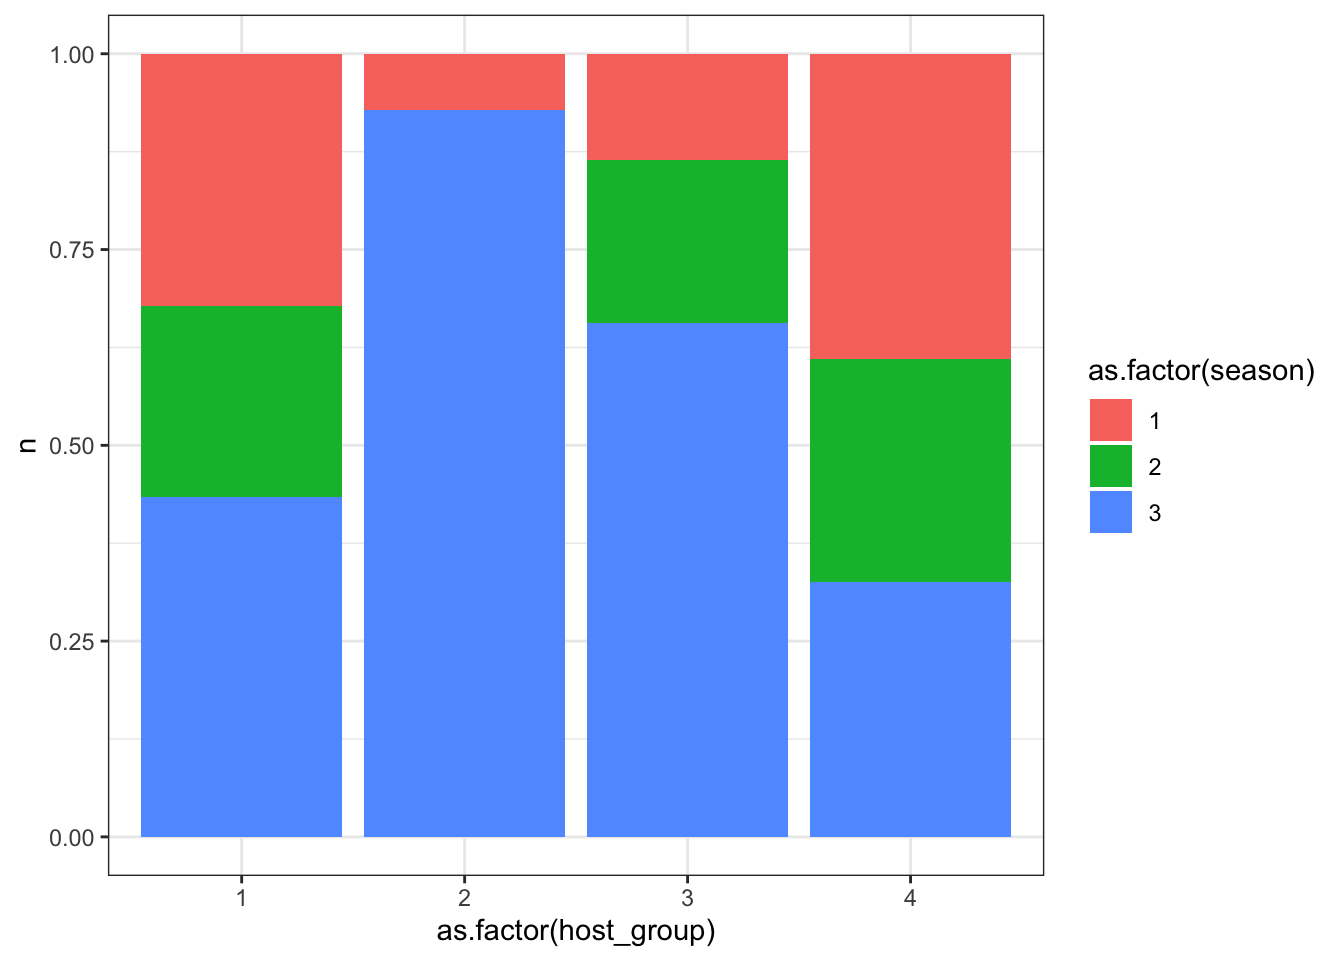 1.00
0.75
0.50
0.25
0.00
n
1 2 3 4
as.factor(host_group)
as.factor(season)
1
2
3